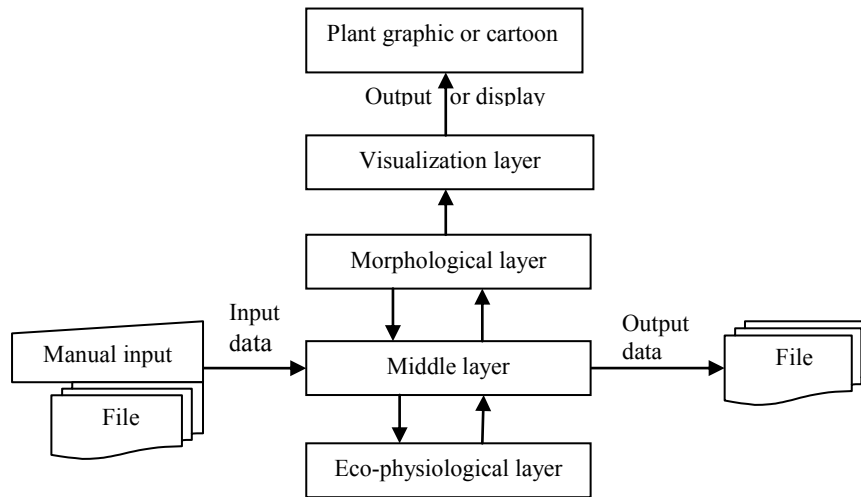 Plant graphic or cartoon
Output or display
Visualization layer
Morphological layer
Input
data
Manual input
File
Middle layer
Output
data
File
Eco-physiological layer